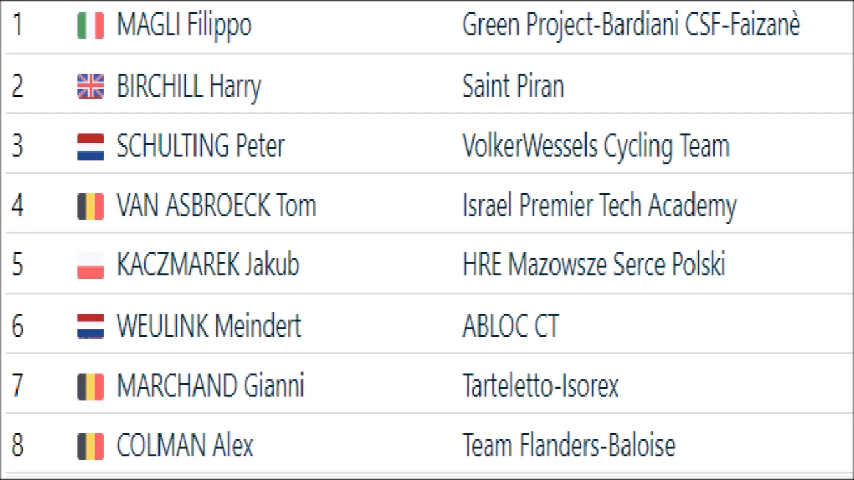 1 MAGLI Filippo Green Project-Bardiani CSF-Faizanè
2 BIRCHILL Harry Saint Piran
3 SCHULTING Peter VolkerWessels Cycling Team
4 VAN ASBROECK Tom Israel Premier Tech Academy
5 KACZMAREK Jakub HRE Mazowsze Serce Polski
6 WEULINK Meindert ABLOC CT
7 MARCHAND Gianni Tarteletto-Isorex
8 COLMAN Alex Team Flanders-Baloise